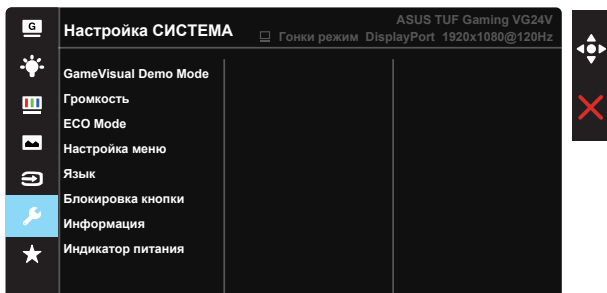 G
Настройка СИСТЕМА
ASUS TUF Gaming VG24V
Гонки режим DisplayPort 1920x1080@120Hz
GameVisual Demo Mode
Громкость
ECO Mode
Настройка меню
Язык
Блокировка кнопки
Информация
Индикатор питания